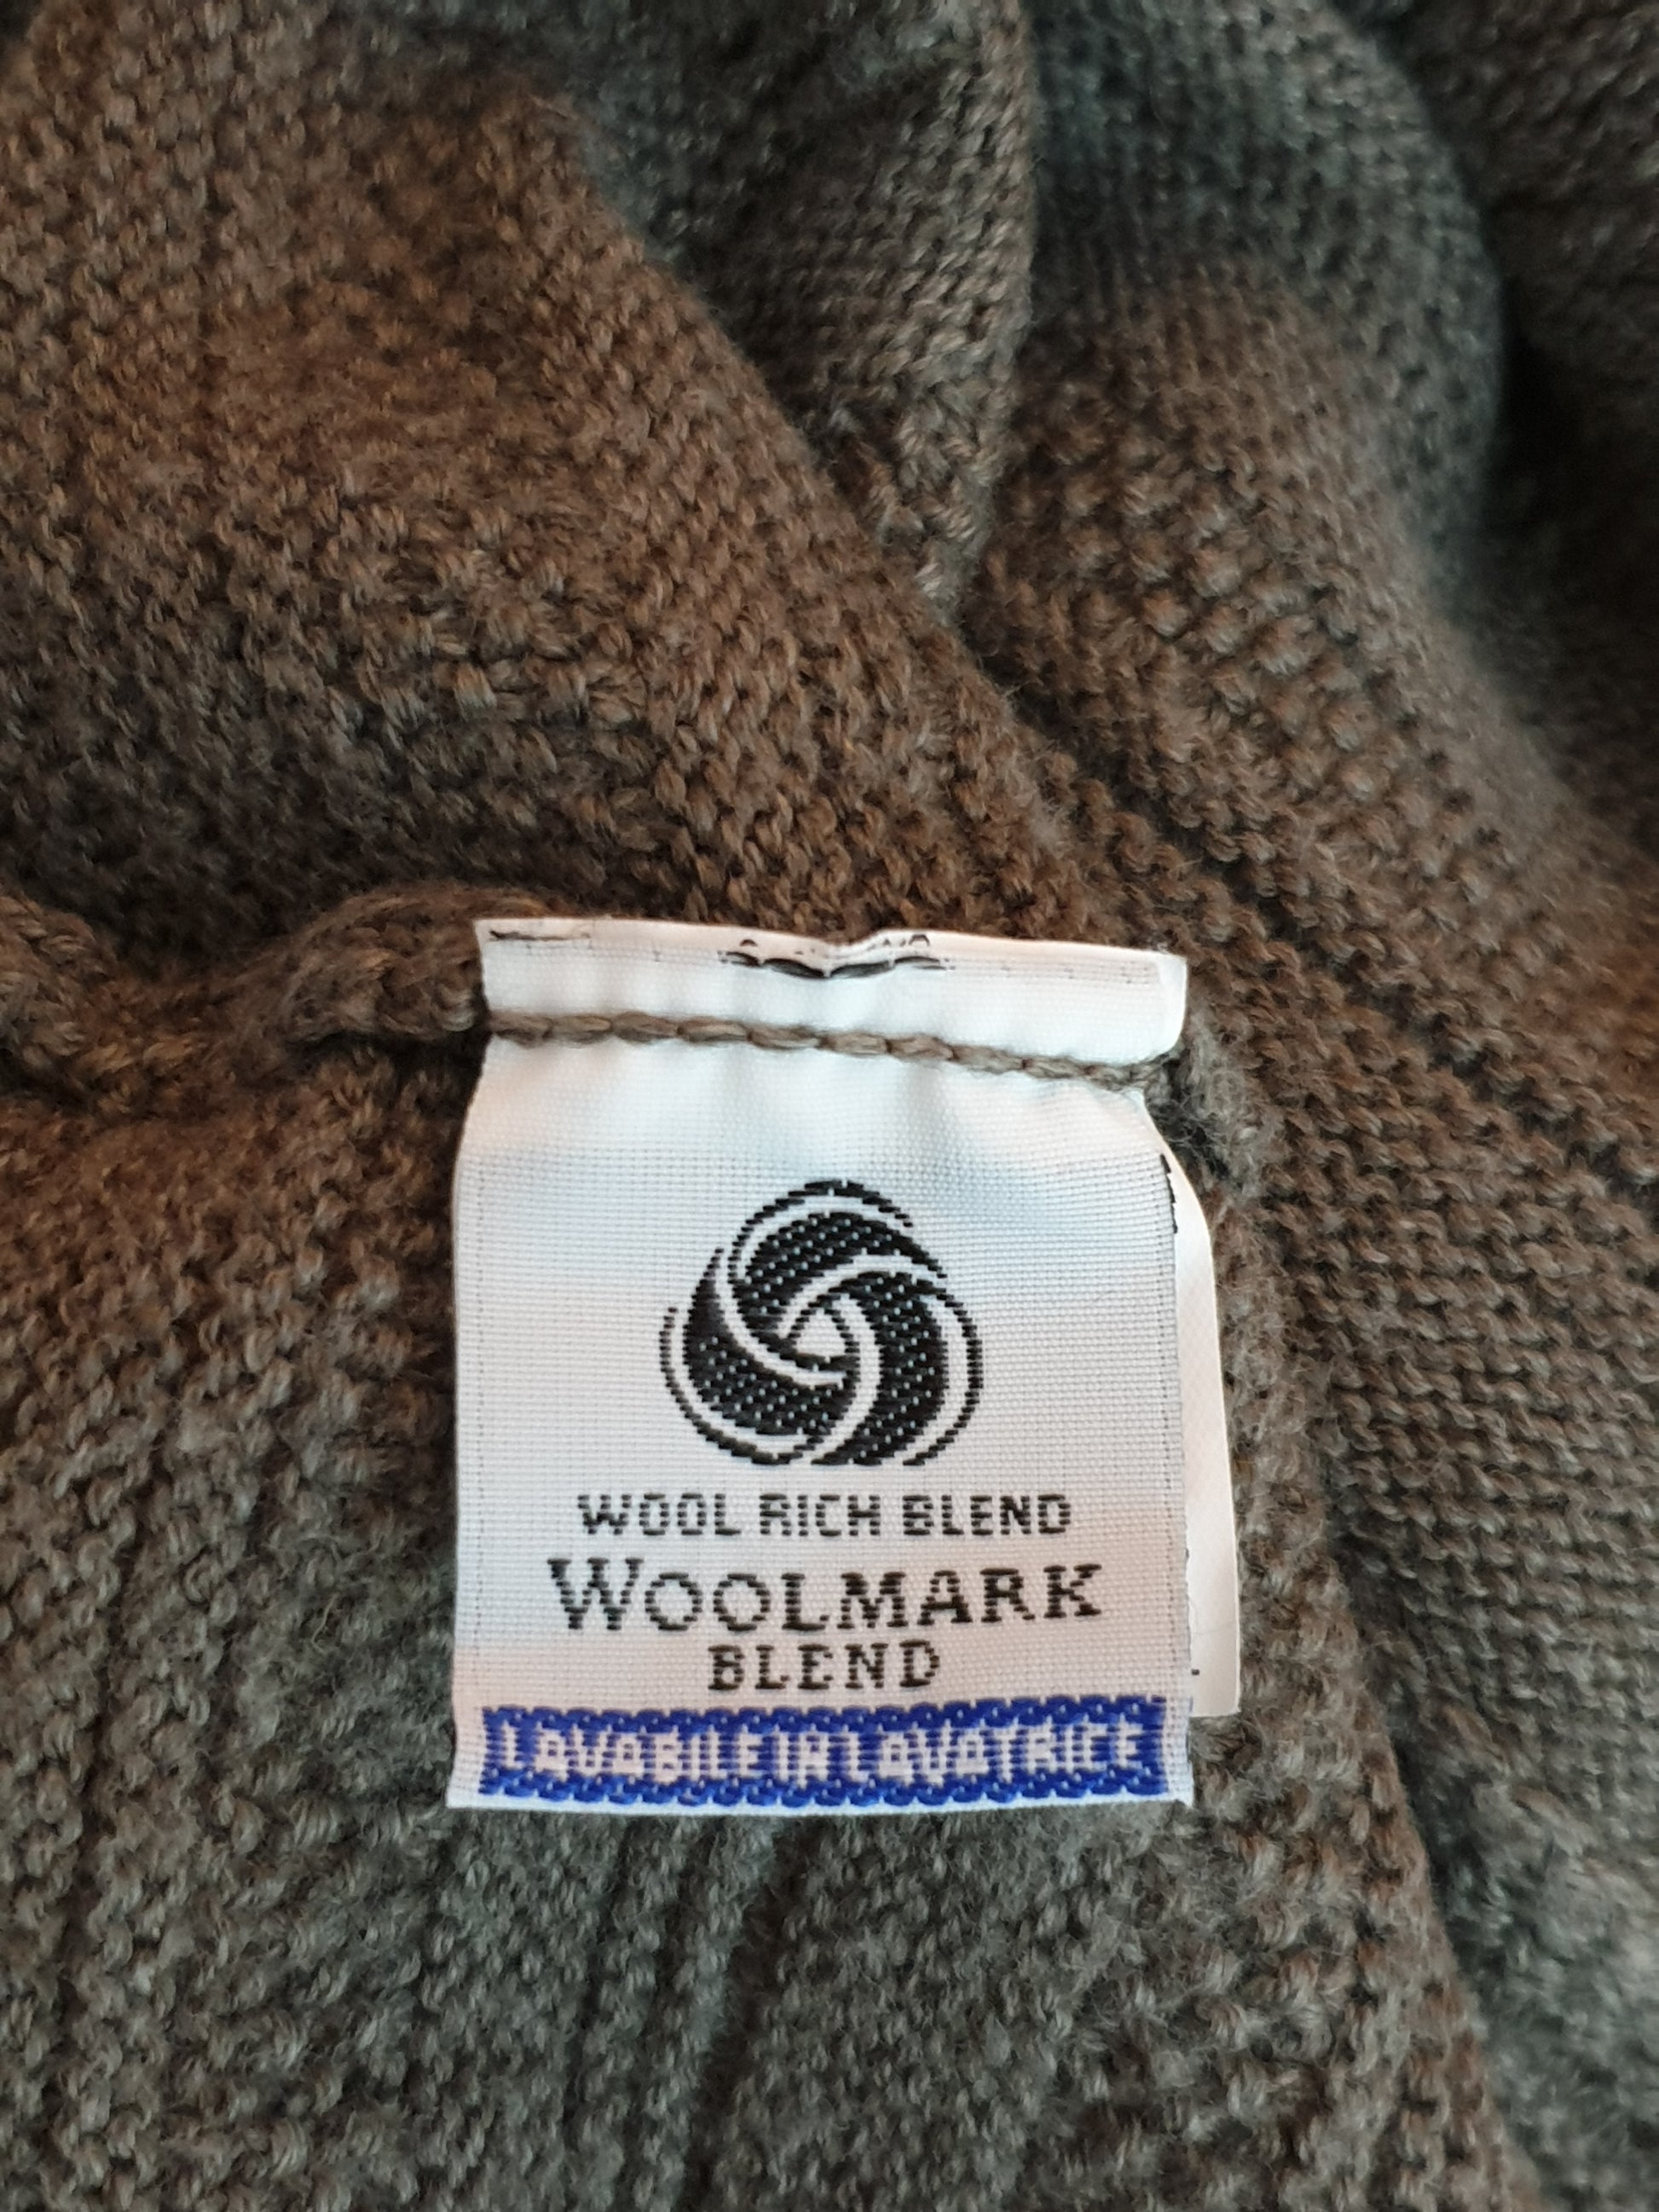 WOOL RICH BLEND
WOOLMARK
BLEND
LAVABILE IN LAVATRICE